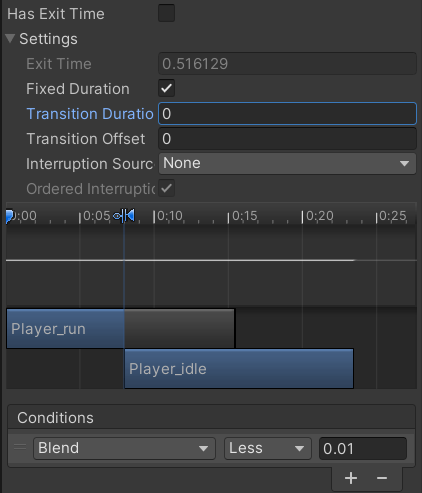 Has Exit Time
Settings
Exit Time 0.516129
Fixed Duration
Transition Duratio 0
Transition Offset 0
Interruption Sourc None
Ordered Interruptio
0:00 0:05 0:10 0:15 0:20 0:25
Player_run
Player_idle
Conditions
Blend Less 0.01
+ −